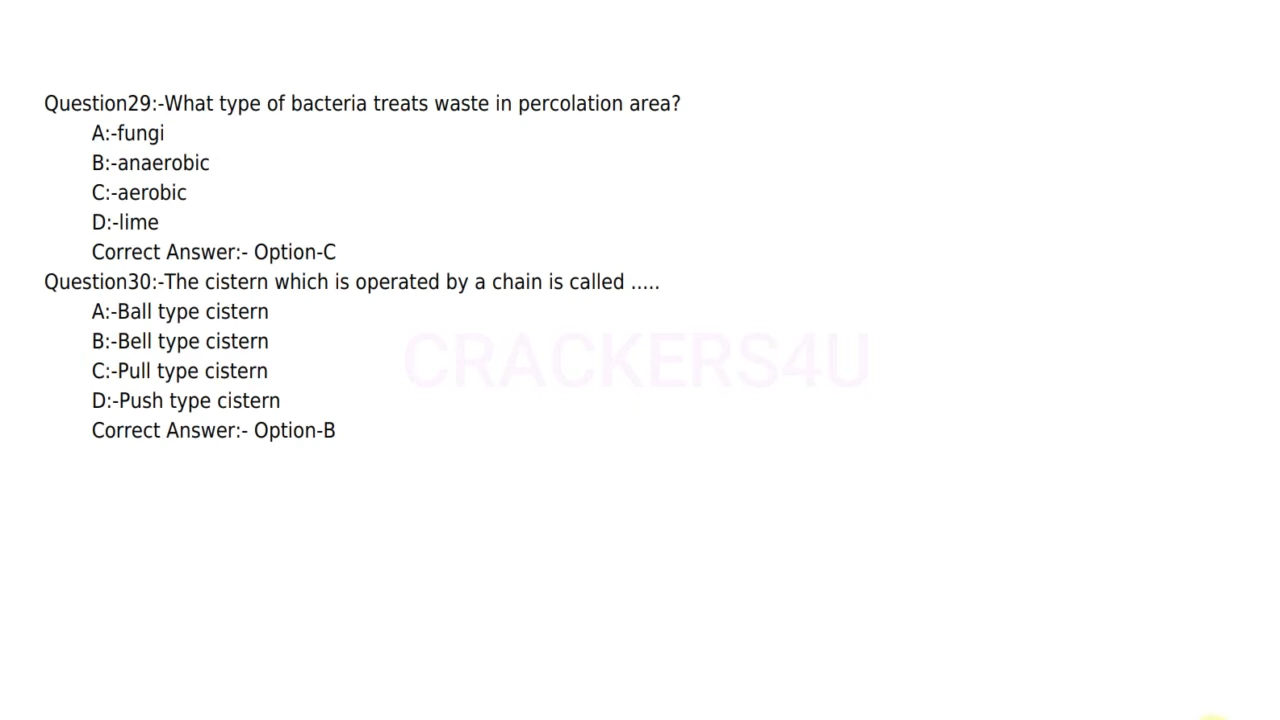 Question29:-What type of bacteria treats waste in percolation area?
A:-fungi
B:-anaerobic
C:-aerobic
D:-lime
Correct Answer:- Option-C
Question30:-The cistern which is operated by a chain is called .....
A:-Ball type cistern
B:-Bell type cistern
C:-Pull type cistern
D:-Push type cistern
Correct Answer:- Option-B
CRACKERS4U